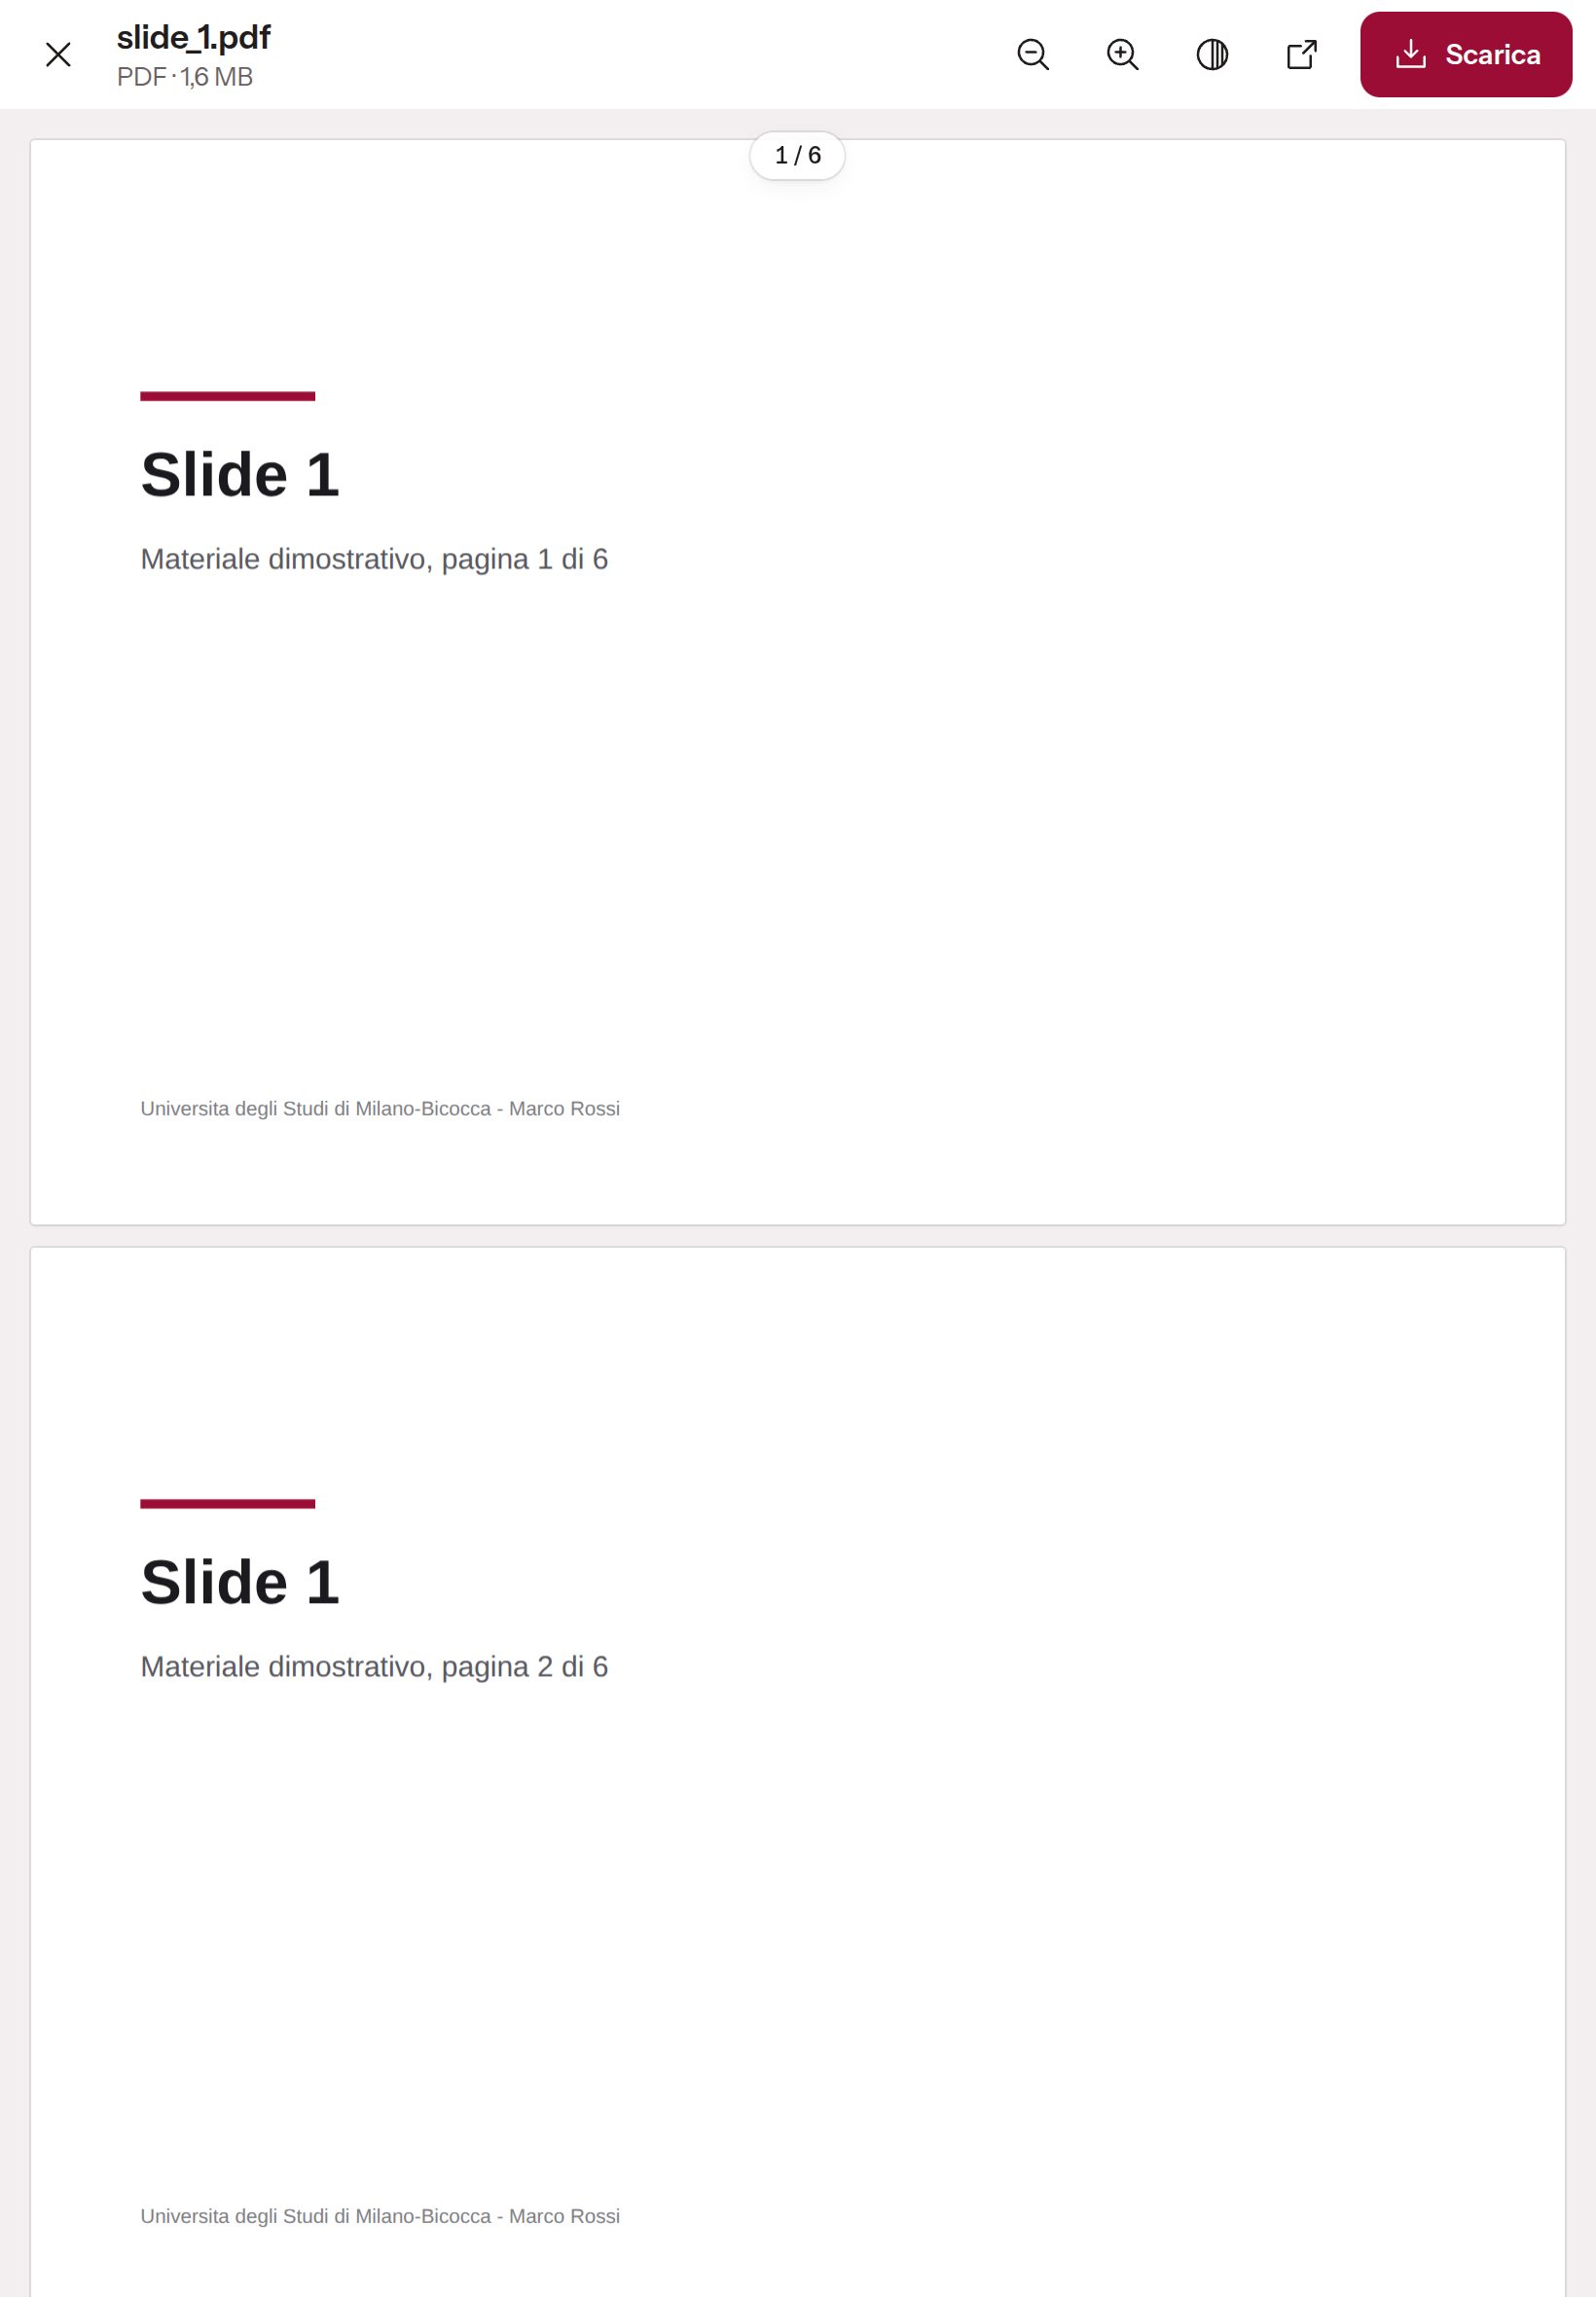 slide_1.pdf
PDF · 1,6 MB
Scarica
1 / 6
Slide 1
Materiale dimostrativo, pagina 1 di 6
Universita degli Studi di Milano-Bicocca - Marco Rossi
Slide 1
Materiale dimostrativo, pagina 2 di 6
Universita degli Studi di Milano-Bicocca - Marco Rossi